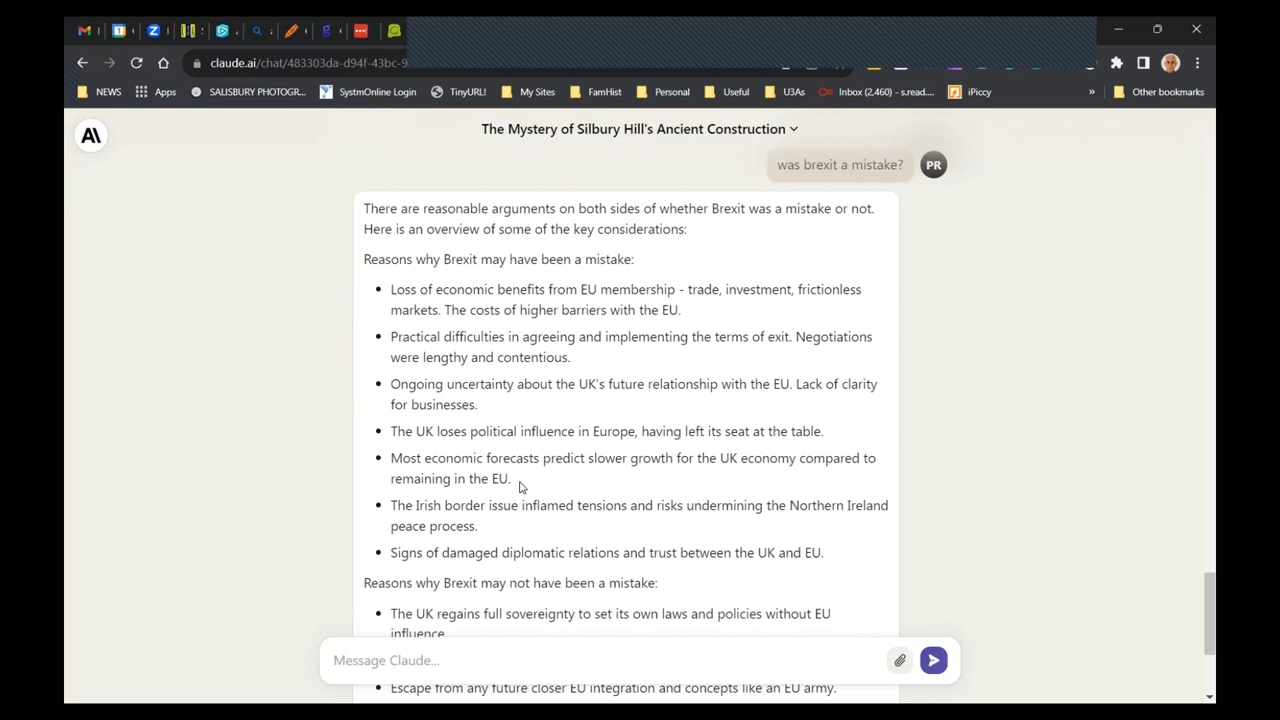 claude.ai/chat/483303da-d94f-43bc-9
NEWS Apps SALISBURY PHOTOGR... SystmOnline Login TinyURL! My Sites FamHist Personal Useful U3As Inbox (2,460) - s.read.... iPiccy » Other bookmarks
The Mystery of Silbury Hill's Ancient Construction
was brexit a mistake? PR
There are reasonable arguments on both sides of whether Brexit was a mistake or not.
Here is an overview of some of the key considerations:
Reasons why Brexit may have been a mistake:
• Loss of economic benefits from EU membership - trade, investment, frictionless
markets. The costs of higher barriers with the EU.
• Practical difficulties in agreeing and implementing the terms of exit. Negotiations
were lengthy and contentious.
• Ongoing uncertainty about the UK's future relationship with the EU. Lack of clarity
for businesses.
• The UK loses political influence in Europe, having left its seat at the table.
• Most economic forecasts predict slower growth for the UK economy compared to
remaining in the EU.
• The Irish border issue inflamed tensions and risks undermining the Northern Ireland
peace process.
• Signs of damaged diplomatic relations and trust between the UK and EU.
Reasons why Brexit may not have been a mistake:
• The UK regains full sovereignty to set its own laws and policies without EU
influence.
Message Claude...
• Escape from any future closer EU integration and concepts like an EU army.